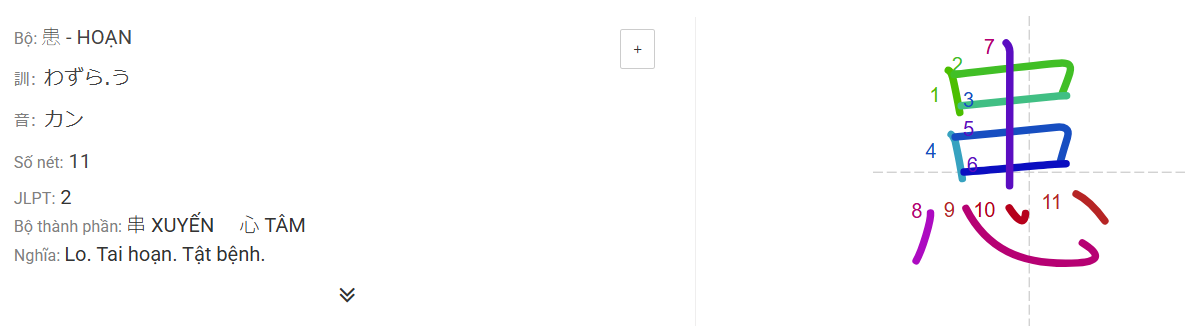 Bộ: 患 - HOẠN
+
訓: わずら.う
音: カン
Số nét: 11
JLPT: 2
Bộ thành phần: 串 XUYẾN 心 TÂM
Nghĩa: Lo. Tai hoạn. Tật bệnh.
患
7
2
1
3
5
4
6
8 9 10 11